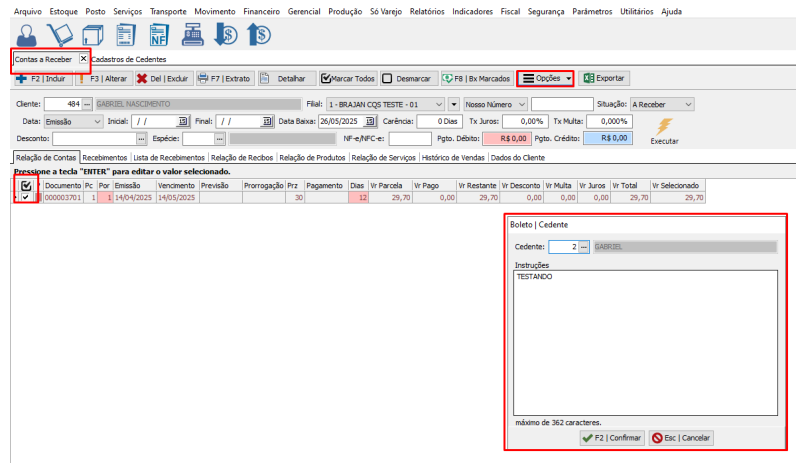 Arquivo Estoque Posto Serviços Transporte Movimento Financeiro Gerencial Produção Só Varejo Relatórios Indicadores Fiscal Segurança Parâmetros Utilitários Ajuda
NF
Contas a Receber X Cadastros de Cedentes
F2 | Incluir F3 | Alterar Del | Excluir F7 | Extrato Detalhar Marcar Todos Desmarcar F8 | Bx Marcados Opções Exportar
Cliente: 484 ... GABRIEL NASCIMENTO Filial: 1 - BRAJAN CQS TESTE - 01 Nosso Número Situação: A Receber
Data: Emissão Inicial: / / Final: / / Data Baixa: 26/05/2025 Carência: 0 Dias Tx Juros: 0,00% Tx Multa: 0,000%
Desconto: ... Espécie: ... NF-e/NFC-e: Pgto. Débito: R$ 0,00 Pgto. Crédito: R$ 0,00 Executar
Relação de Contas Recebimentos Lista de Recebimentos Relação de Recibos Relação de Produtos Relação de Serviços Histórico de Vendas Dados do Cliente
Pressione a tecla "ENTER" para editar o valor selecionado.
Documento Pc Por Emissão Vencimento Previsão Prorrogação Prz Pagamento Dias Vr Parcela Vr Pago Vr Restante Vr Desconto Vr Multa Vr Juros Vr Total Vr Selecionado
000003701 1 1 14/04/2025 14/05/2025 30 12 29,70 0,00 29,70 0,00 0,00 0,00 29,70 29,70
Boleto | Cedente
Cedente: 2 ... GABRIEL
Instruções
TESTANDO
máximo de 362 caracteres.
F2 | Confirmar Esc | Cancelar